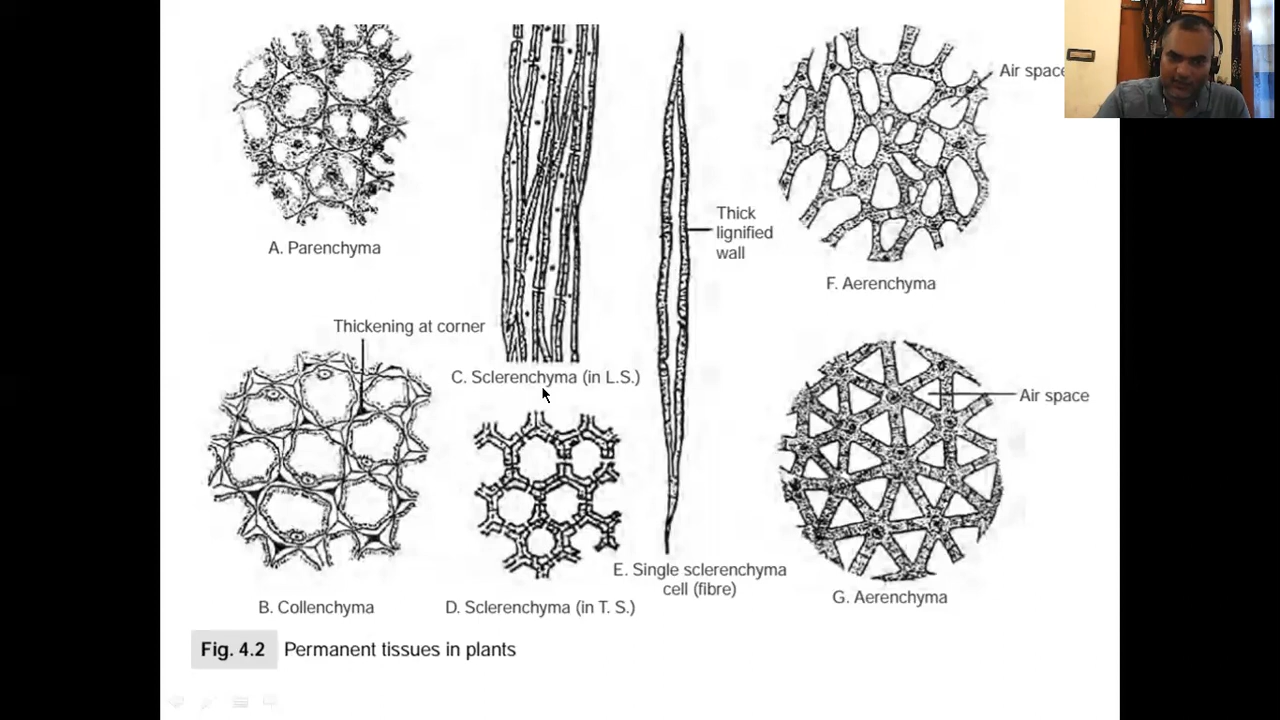 Air space
Thick
lignified
wall
A. Parenchyma
F. Aerenchyma
Thickening at corner
C. Sclerenchyma (in L.S.)
Air space
E. Single sclerenchyma
cell (fibre)
G. Aerenchyma
B. Collenchyma
D. Sclerenchyma (in T. S.)
Fig. 4.2 Permanent tissues in plants